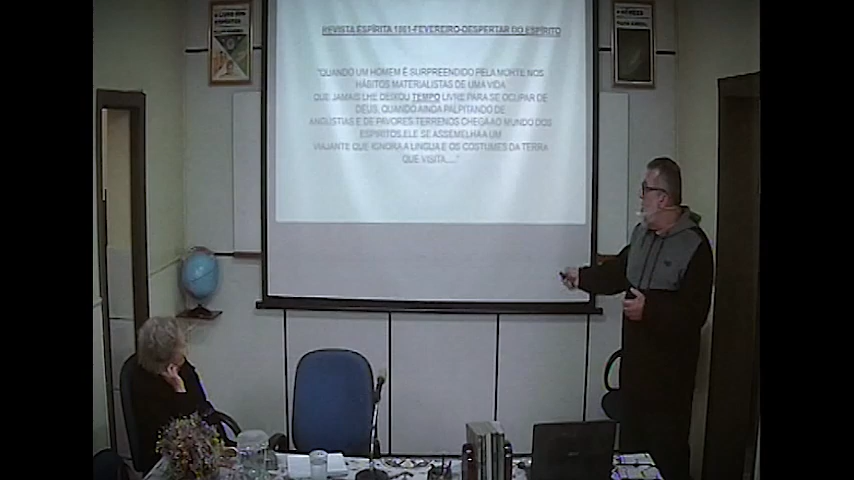 REVISTA ESPÍRITA 1861-FEVEREIRO-DESPERTAR DO ESPÍRITO
"QUANDO UM HOMEM É SURPREENDIDO PELA MORTE NOS
HÁBITOS MATERIALISTAS DE UMA VIDA
QUE JAMAIS LHE DEIXOU TEMPO LIVRE PARA SE OCUPAR DE
DEUS; QUANDO AINDA PALPITANDO DE
ANGÚSTIAS E DE PAVORES TERRENOS CHEGA AO MUNDO DOS
ESPÍRITOS,ELE SE ASSEMELHA A UM
VIAJANTE QUE IGNORA A LINGUA E OS COSTUMES DA TERRA
QUE VISITA....."